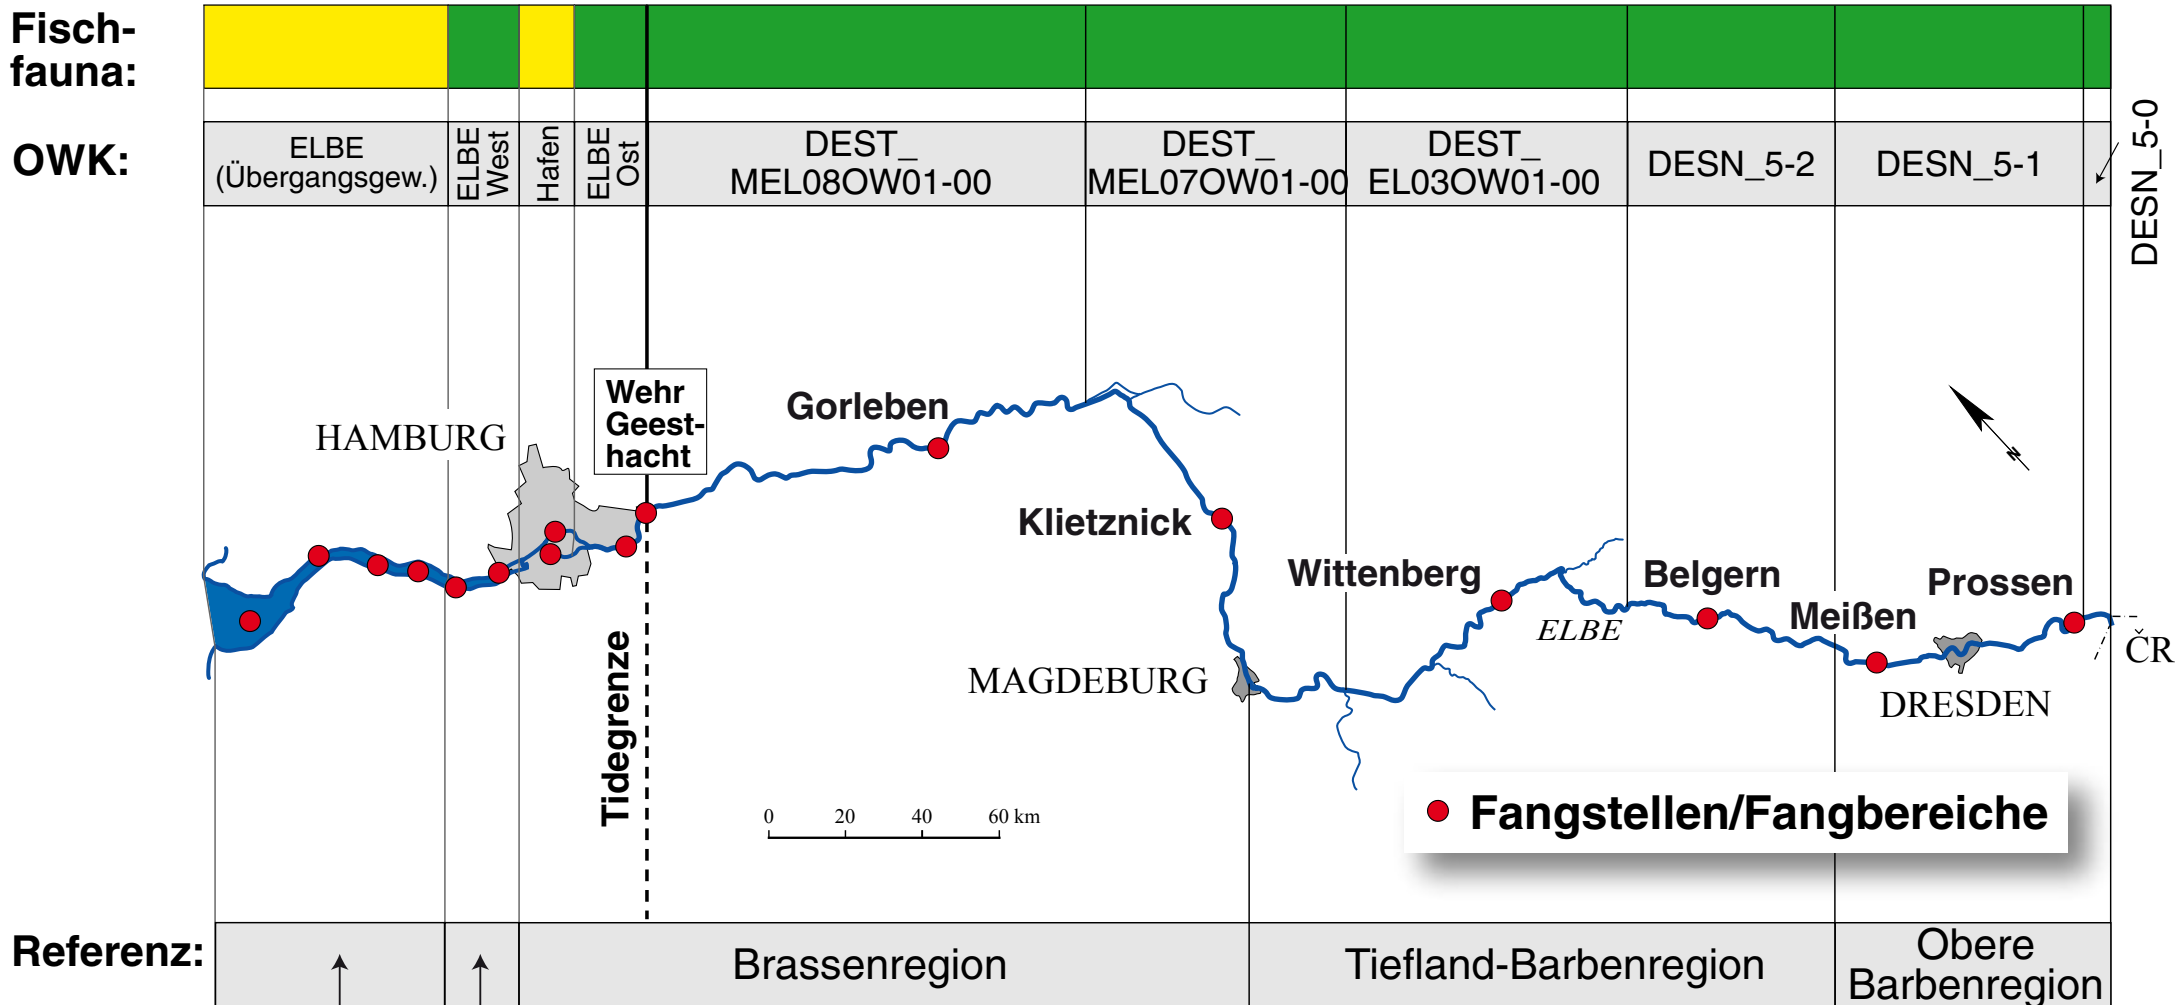 Fisch-
fauna:
OWK:
ELBE
(Übergangsgew.)
ELBE
West
Hafen
ELBE
Ost
DEST_
MEL08OW01-00
DEST_
MEL07OW01-00
DEST_
EL03OW01-00
DESN_5-2
DESN_5-1
DESN_5-0
Wehr
Geest-
hacht
Gorleben
HAMBURG
N
Klietznick
Wittenberg
Belgern
Prossen
Meißen
ELBE
ČR
MAGDEBURG
DRESDEN
Tidegrenze
0 20 40 60 km
Fangstellen/Fangbereiche
Referenz:
Brassenregion
Tiefland-Barbenregion
Obere
Barbenregion